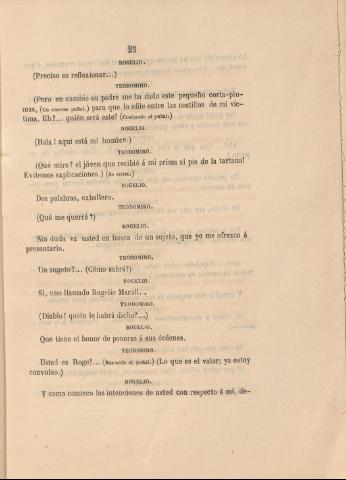 25
ROGELIO.
(Preciso es reflexionar...)
TEODOMIRO.
(Pero en cambio su padre me ha dado este pequeño corta-plu-
mas, (Un enorme puñal.) para que lo afile entre las costillas de mi víc-
tima. Eh?... quién será este? (Ocultando el puñal.)
ROGELIO.
(Hola! aquí está mi hombre.)
TEODOMIRO.
(Qué miro? el jóven que recibió á mi prima al pie de la tartana!
Evitemos explicaciones.) (Se retira.)
ROGELIO.
Dos palabras, caballero.
TEODOMIRO.
(Qué me querrá?)
ROGELIO.
Sin duda va usted en busca de un sujeto, que yo me ofrezco á
presentarle.
TEODOMIRO.
Un sugeto?... (Cómo sabrá?)
ROGELIO.
Sí, uno llamado Rogelio Marall...
TEODOMIRO.
(Diablo! quién le habrá dicho?...)
ROGELIO.
Que tiene el honor de ponerse á sus órdenes.
TEODOMIRO.
Usted es Roge?... (Buscando el puñal.) (Lo que es el valor; ya estoy
convulso.)
ROGELIO.
Y como conozco las intenciones de usted con respecto á mí, de-